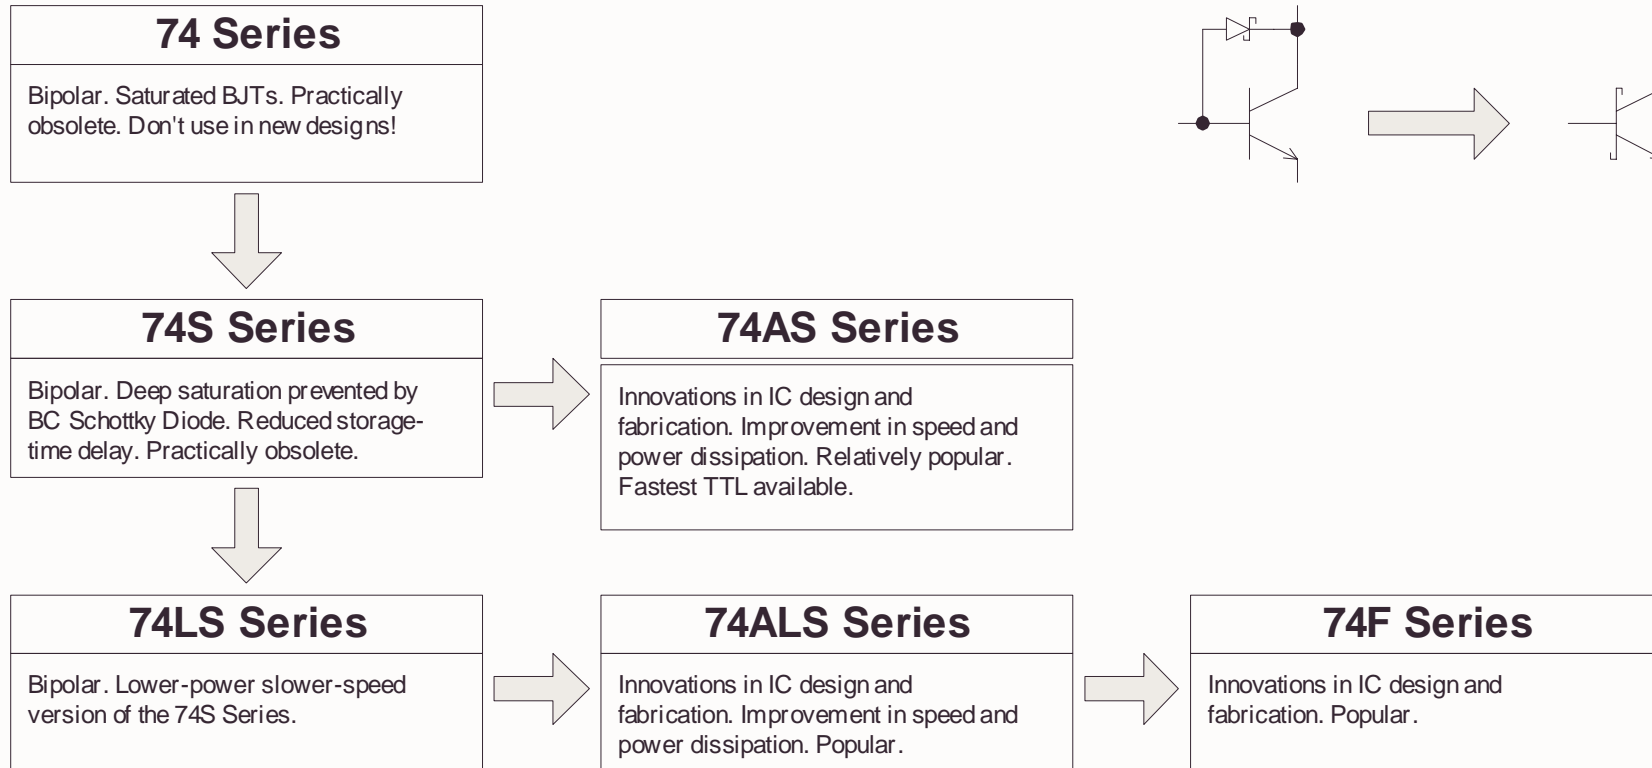 74 Series
Bipolar. Saturated BJTs. Practically
obsolete. Don't use in new designs!
74S Series
Bipolar. Deep saturation prevented by
BC Schottky Diode. Reduced storage-
time delay. Practically obsolete.
74AS Series
Innovations in IC design and
fabrication. Improvement in speed and
power dissipation. Relatively popular.
Fastest TTL available.
74LS Series
Bipolar. Lower-power slower-speed
version of the 74S Series.
74ALS Series
Innovations in IC design and
fabrication. Improvement in speed and
power dissipation. Popular.
74F Series
Innovations in IC design and
fabrication. Popular.